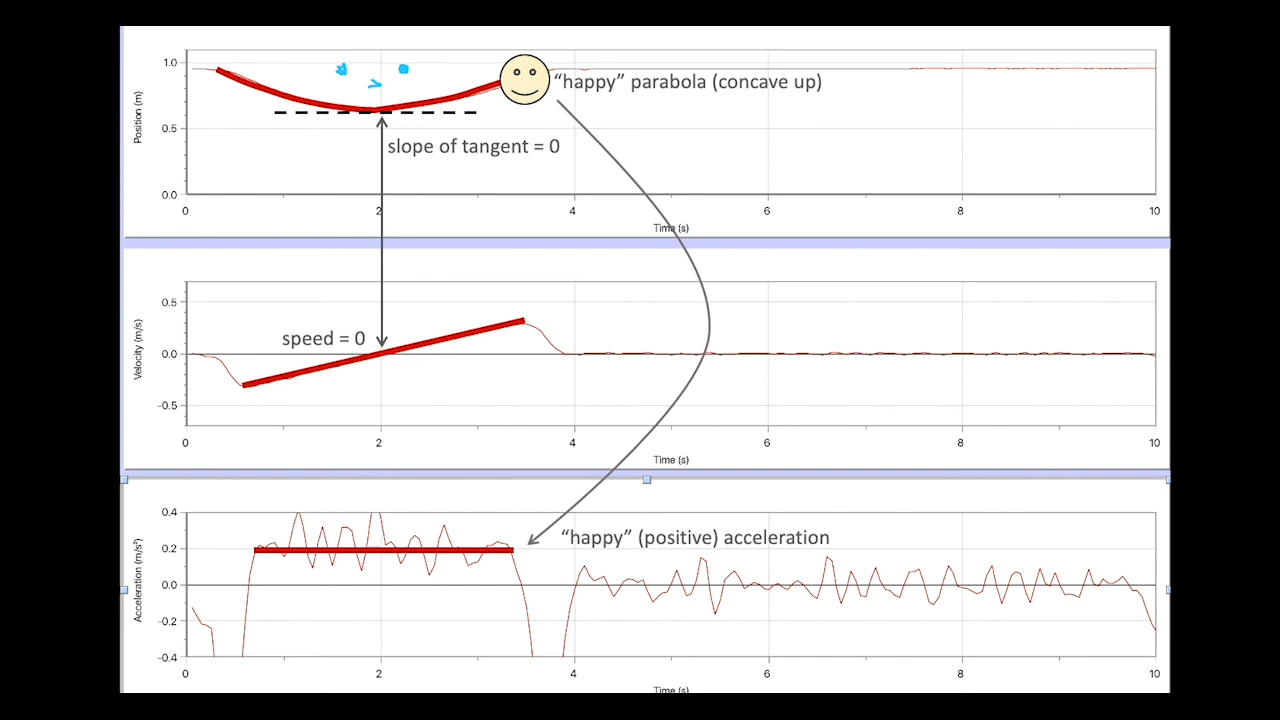 1.0
"happy" parabola (concave up)
Position (m)
0.5
slope of tangent = 0
0.0
0
2
4
6
8
10
Time (s)
0.5
speed = 0
0.0
Velocity (m/s)
-0.5
0
2
4
6
8
10
Time (s)
0.4
"happy" (positive) acceleration
0.2
Acceleration (m/s²)
0.0
-0.2
-0.4
0
2
4
6
8
10
Time (s)